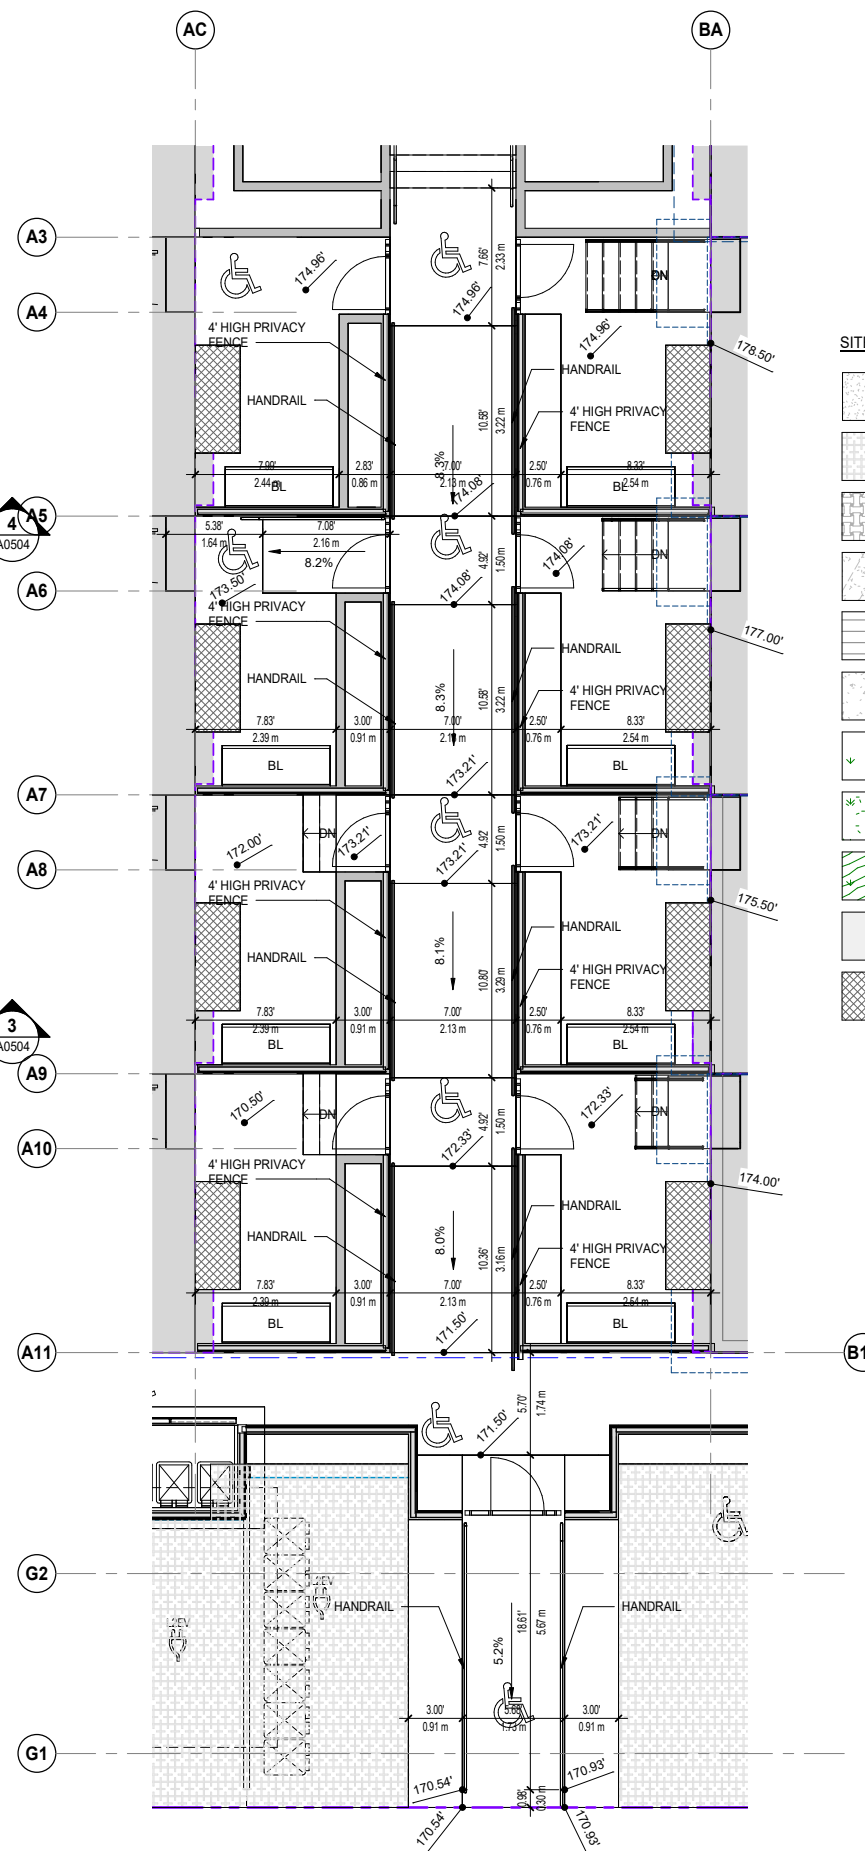 AC
BA
A3
7.66'
2.33 m
174.96'
174.96'
DN
A4
4' HIGH PRIVACY
FENCE
174.96'
178.50'
SIT
HANDRAIL
HANDRAIL
10.58'
3.22 m
4' HIGH PRIVACY
FENCE
8.3%
7.99'
2.44 m
2.83'
0.86 m
7.00'
2.13 m
2.50'
0.76 m
8.33'
2.54 m
BL
BL
174.08'
4
A0504
A5
5.38'
1.64 m
7.08'
2.16 m
8.2%
4.92'
1.50 m
174.08'
DN
173.50'
174.08'
A6
4' HIGH PRIVACY
FENCE
177.00'
HANDRAIL
HANDRAIL
8.3%
10.58'
3.22 m
4' HIGH PRIVACY
FENCE
7.83'
2.39 m
3.00'
0.91 m
7.00'
2.13 m
2.50'
0.76 m
8.33'
2.54 m
BL
BL
173.21'
A7
DN
4.92'
1.50 m
173.21'
DN
172.00'
173.21'
173.21'
A8
4' HIGH PRIVACY
FENCE
175.50'
HANDRAIL
HANDRAIL
8.1%
10.80'
3.29 m
4' HIGH PRIVACY
FENCE
7.83'
2.39 m
3.00'
0.91 m
7.00'
2.13 m
2.50'
0.76 m
8.33'
2.54 m
BL
BL
3
A0504
A9
170.50'
DN
4.92'
1.50 m
172.33'
DN
172.33'
A10
4' HIGH PRIVACY
FENCE
174.00'
HANDRAIL
HANDRAIL
8.0%
10.36'
3.16 m
4' HIGH PRIVACY
FENCE
7.83'
2.39 m
3.00'
0.91 m
7.00'
2.13 m
2.50'
0.76 m
8.33'
2.54 m
BL
BL
171.50'
A11
B1
5.70'
1.74 m
171.50'
G2
L2EV
HANDRAIL
HANDRAIL
L2EV
18.61'
5.67 m
5.2%
3.00'
0.91 m
1.73 m
3.00'
0.91 m
G1
170.54'
170.93'
0.98'
0.30 m
170.54'
170.93'